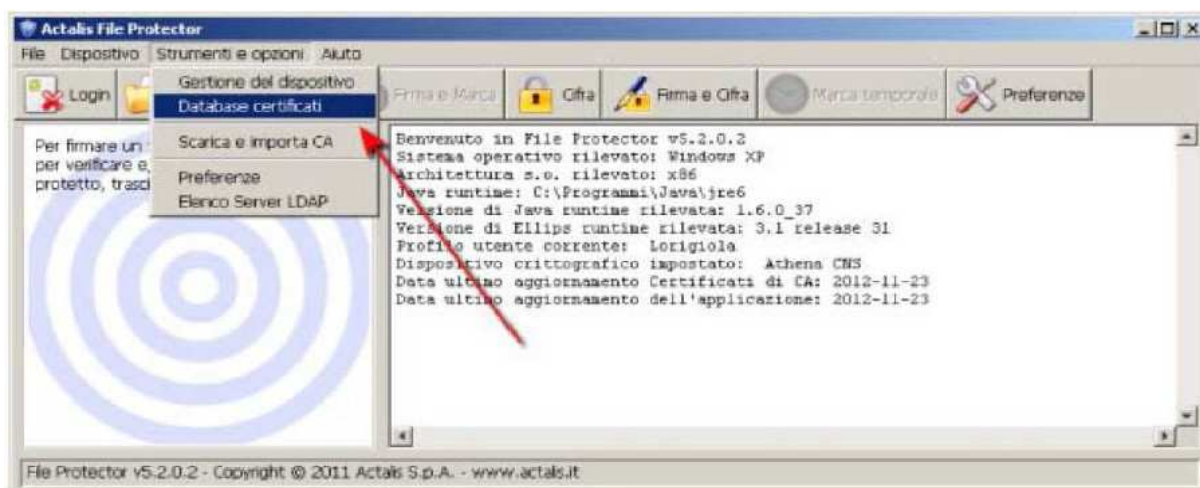 Actalis File Protector
File Dispositivo Strumenti e opzioni Aiuto
Login
Firma e Marca
Cifra
Firma e Cifra
Marca temporale
Preferenze
Gestione del dispositivo
Database certificati
Scarica e importa CA
Preferenze
Elenco Server LDAP
Per firmare un
per verificare e
protetto, trasci
Benvenuto in File Protector v5.2.0.2
Sistema operativo rilevato: Windows XP
Architettura s.o. rilevato: x86
Java runtime: C:\Programmi\Java\jre6
Versione di Java runtime rilevata: 1.6.0_37
Versione di Ellips runtime rilevata: 3.1 release 31
Profilo utente corrente: Lorigiola
Dispositivo crittografico impostato: Athena CNS
Data ultimo aggiornamento Certificati di CA: 2012-11-23
Data ultimo aggiornamento dell'applicazione: 2012-11-23
File Protector v5.2.0.2 - Copyright © 2011 Actalis S.p.A. - www.actalis.it